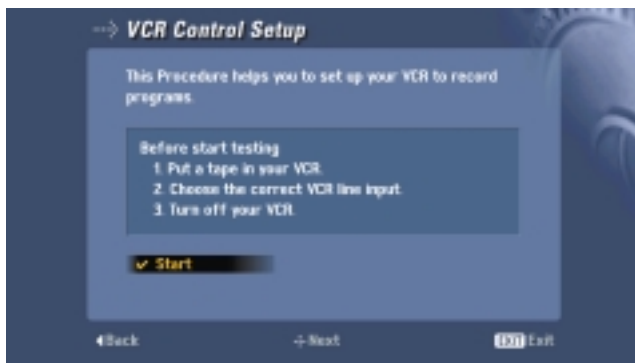 VCR Control Setup
This Procedure helps you to set up your VCR to record
programs.
Before start testing
1. Put a tape in your VCR.
2. Choose the correct VCR line input.
3. Turn off your VCR.
Start
Back Next EXIT Exit